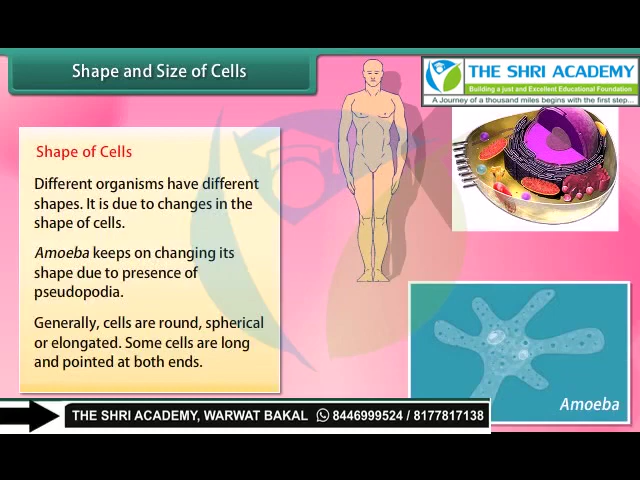 Shape and Size of Cells
THE SHRI ACADEMY
Building a just and Excellent Educational Foundation
A Journey of a thousand miles begins with the first step...
Shape of Cells
Different organisms have different
shapes. It is due to changes in the
shape of cells.
Amoeba keeps on changing its
shape due to presence of
pseudopodia.
Generally, cells are round, spherical
or elongated. Some cells are long
and pointed at both ends.
Amoeba
THE SHRI ACADEMY, WARWAT BAKAL 8446999524 / 8177817138